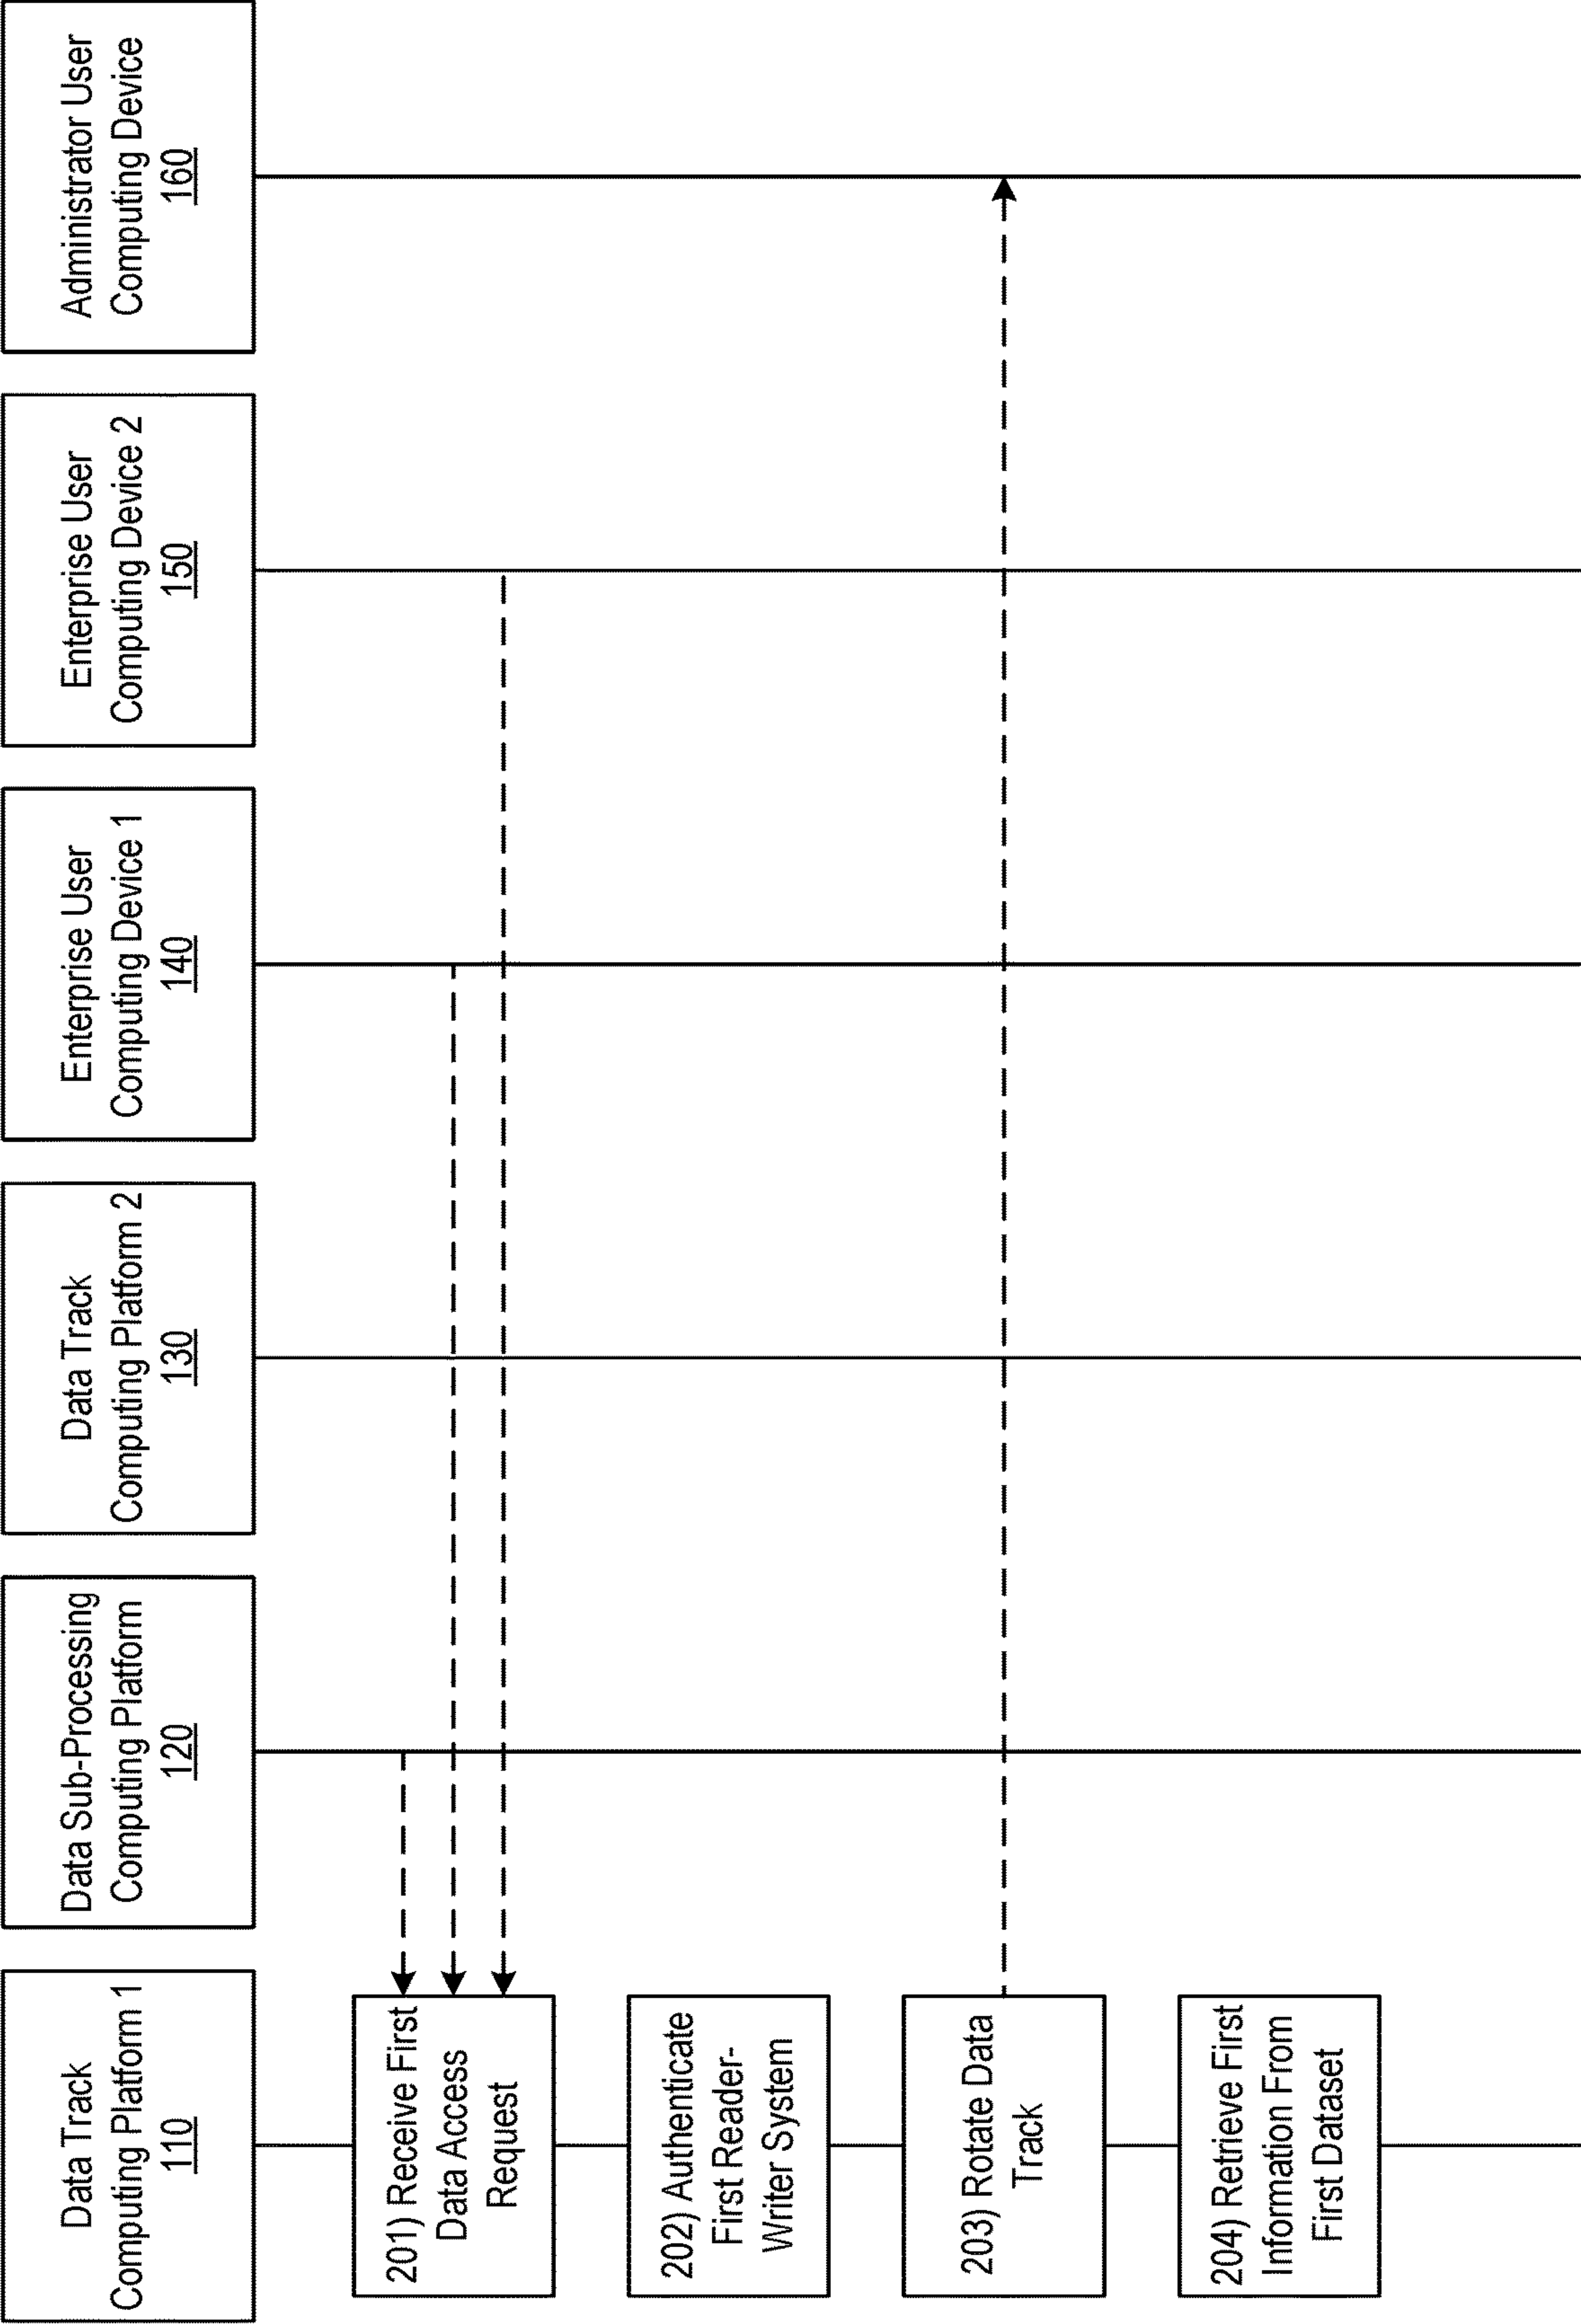 Data Track
Computing Platform 1
110
Data Sub-Processing
Computing Platform
120
Data Track
Computing Platform 2
130
Enterprise User
Computing Device 1
140
Enterprise User
Computing Device 2
150
Administrator User
Computing Device
160
201) Receive First
Data Access
Request
202) Authenticate
First Reader-
Writer System
203) Rotate Data
Track
204) Retrieve First
Information From
First Dataset